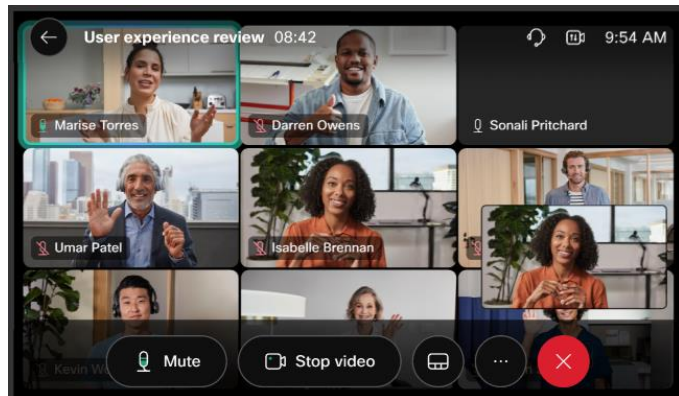 User experience review 08:42
9:54 AM
Marise Torres
Darren Owens
Sonali Pritchard
Umar Patel
Isabelle Brennan
Kevin
Mute
Stop video